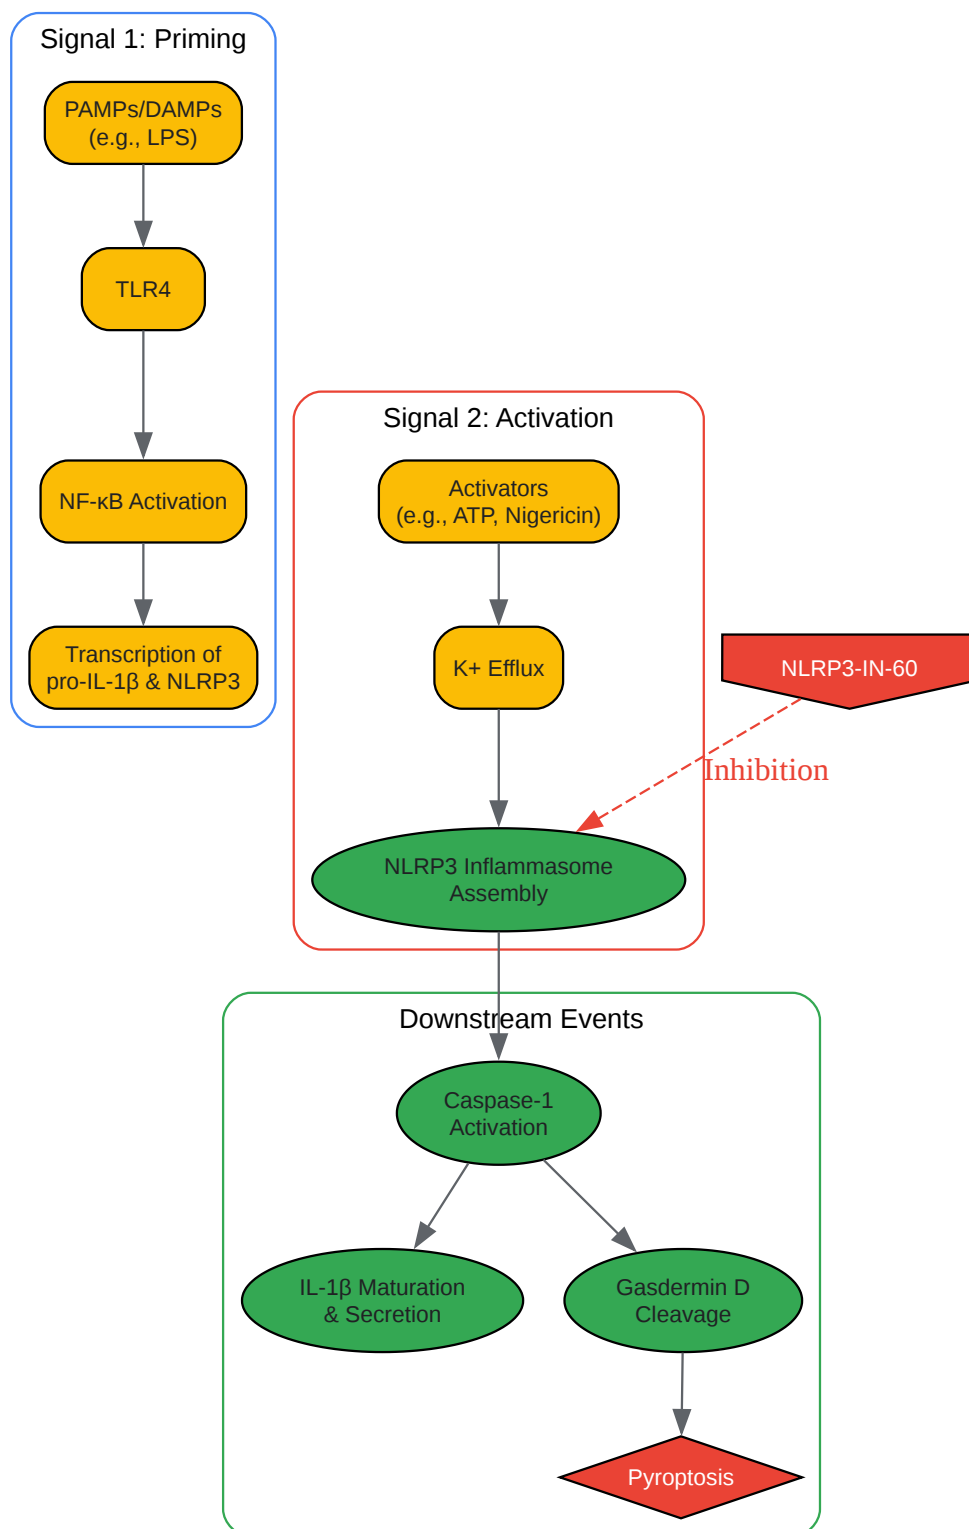 Signal 1: Priming
PAMPs/DAMPs
(e.g., LPS)
TLR4
NF-κB Activation
Transcription of
pro-IL-1β & NLRP3
Signal 2: Activation
Activators
(e.g., ATP, Nigericin)
K+ Efflux
NLRP3-IN-60
Inhibition
NLRP3 Inflammasome
Assembly
Downstream Events
Caspase-1
Activation
IL-1β Maturation
& Secretion
Gasdermin D
Cleavage
Pyroptosis